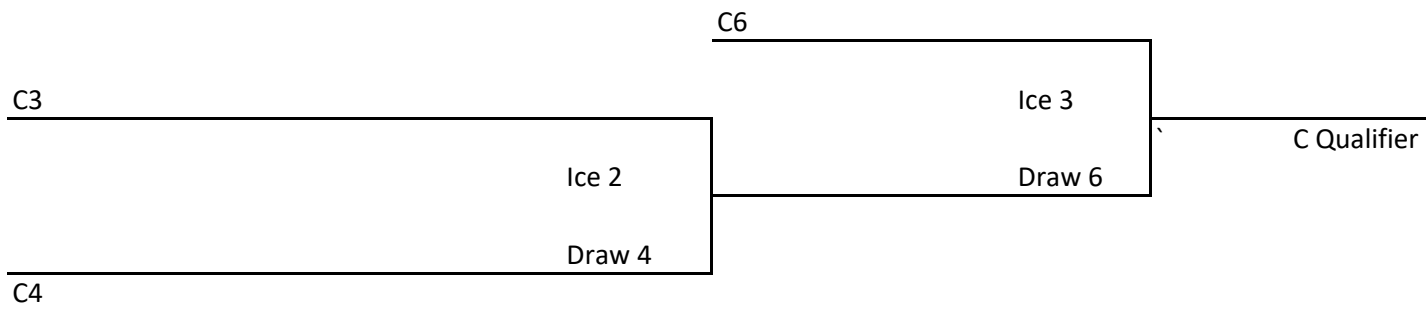 C6
C3
Ice 3
`
C Qualifier
Ice 2
Draw 6
Draw 4
C4